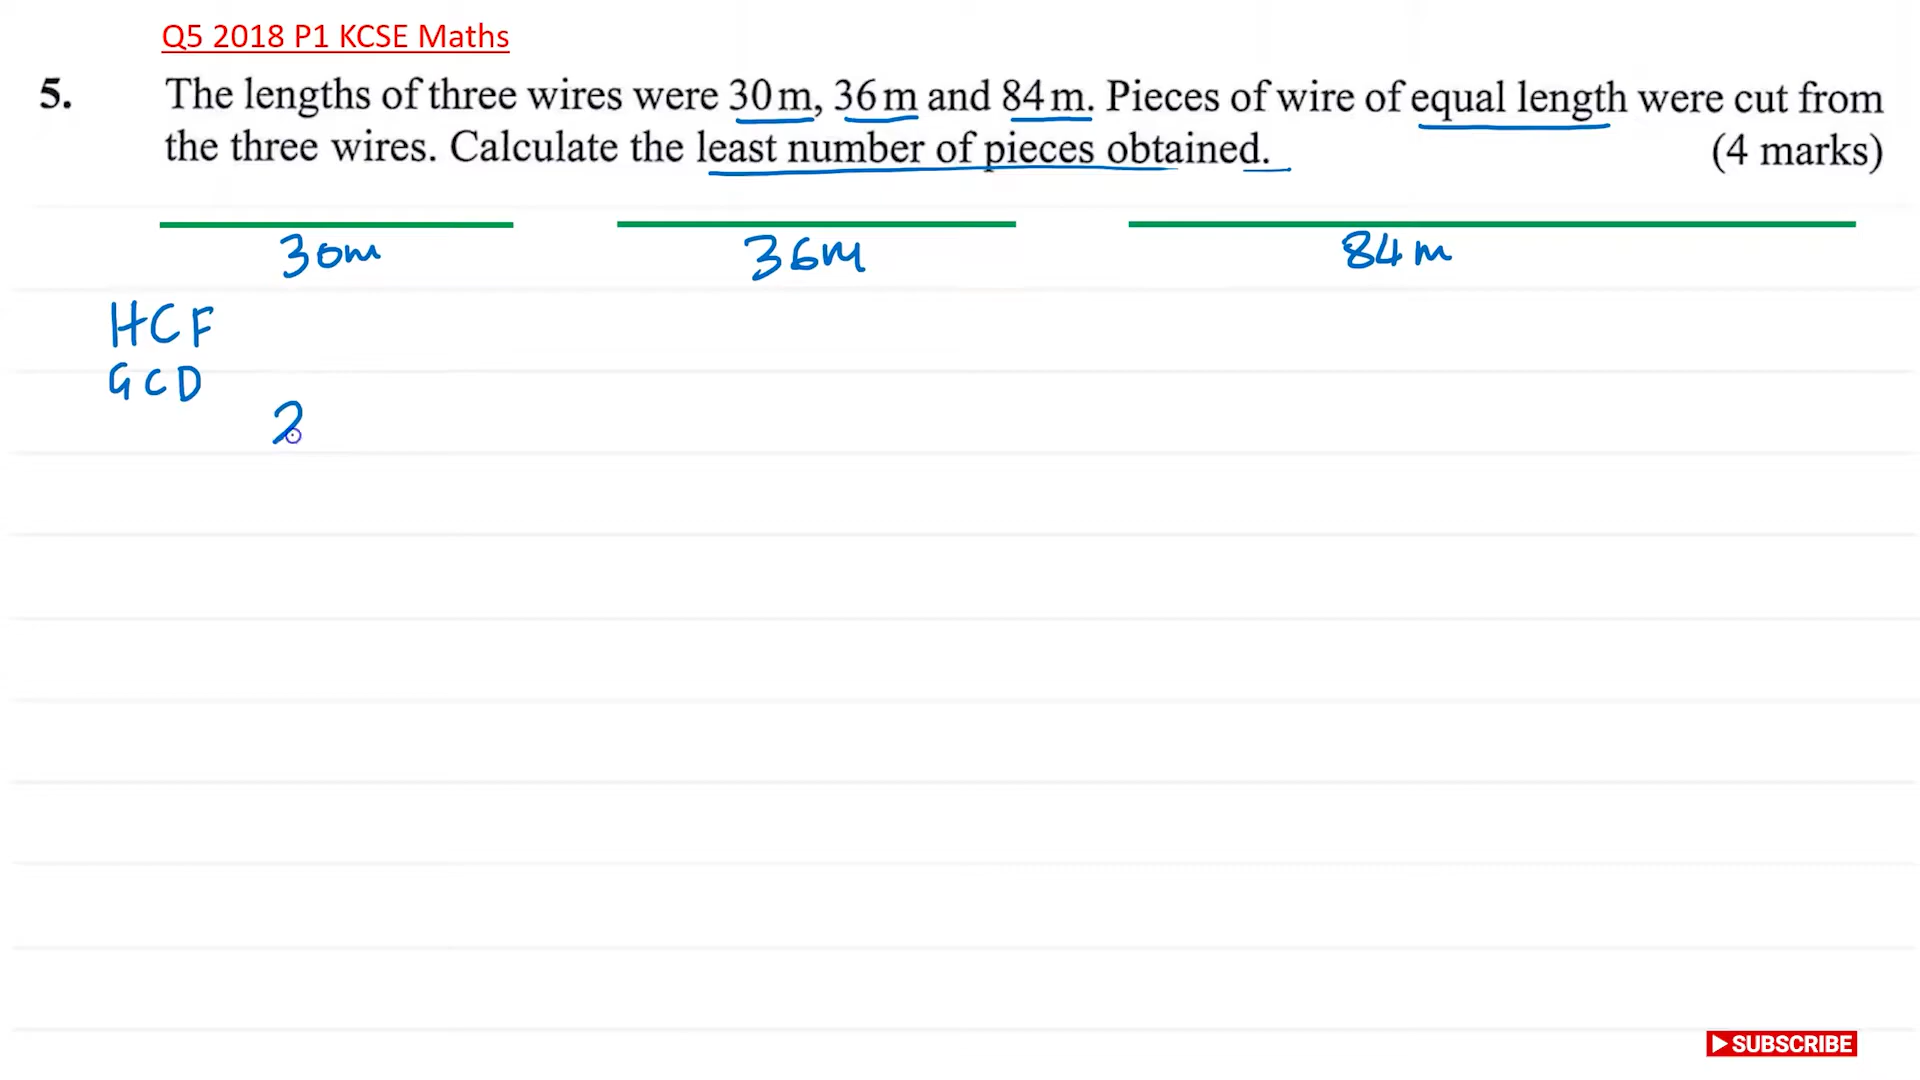 Q5 2018 P1 KCSE Maths
5. The lengths of three wires were 30 m, 36 m and 84 m. Pieces of wire of equal length were cut from
the three wires. Calculate the least number of pieces obtained. (4 marks)
30m 36m 84m
HCF
GCD
2
SUBSCRIBE